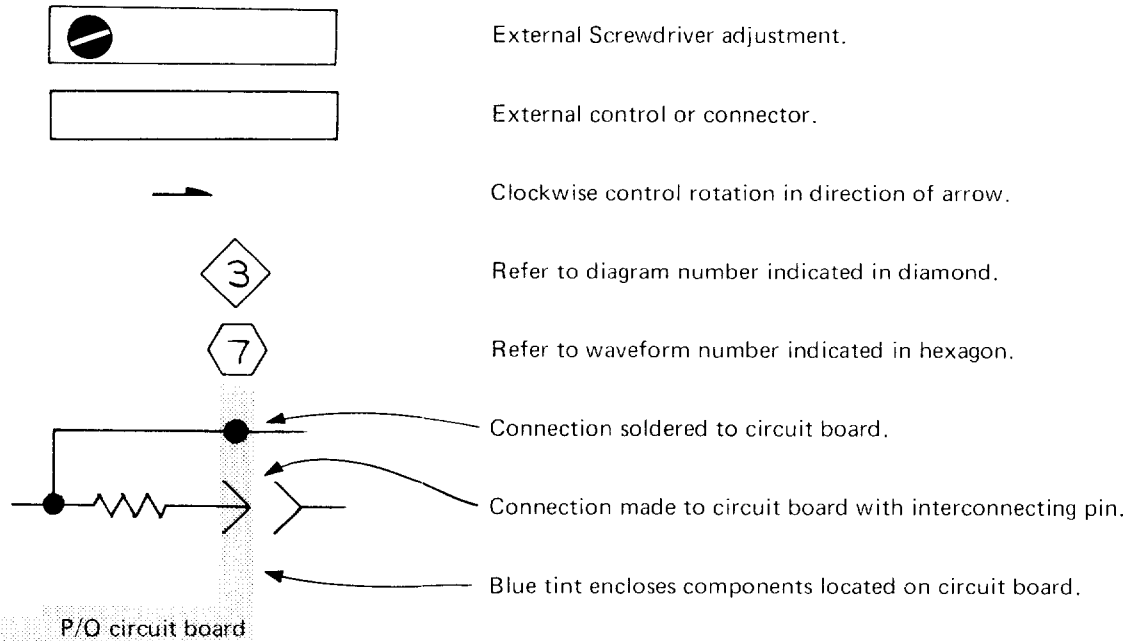 External Screwdriver adjustment.
External control or connector.
Clockwise control rotation in direction of arrow.
3
Refer to diagram number indicated in diamond.
7
Refer to waveform number indicated in hexagon.
Connection soldered to circuit board.
Connection made to circuit board with interconnecting pin.
Blue tint encloses components located on circuit board.
P/O circuit board